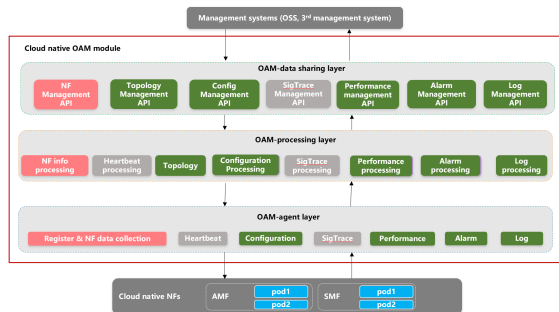 Management systems (OSS, 3rd management system)
Cloud native OAM module
OAM-data sharing layer
NF
Management
API
Topology
Management
API
Config
Management
API
SigTrace
Management
API
Performance
management
API
Alarm
Management
API
Log
Management
API
OAM-processing layer
NF info
processing
Heartbeat
processing
Topology
Configuration
Processing
SigTrace
processing
Performance
processing
Alarm
processing
Log
processing
OAM-agent layer
Register & NF data collection
Heartbeat
Configuration
SigTrace
Performance
Alarm
Log
Cloud native NFs
AMF
pod1
pod2
SMF
pod1
pod2